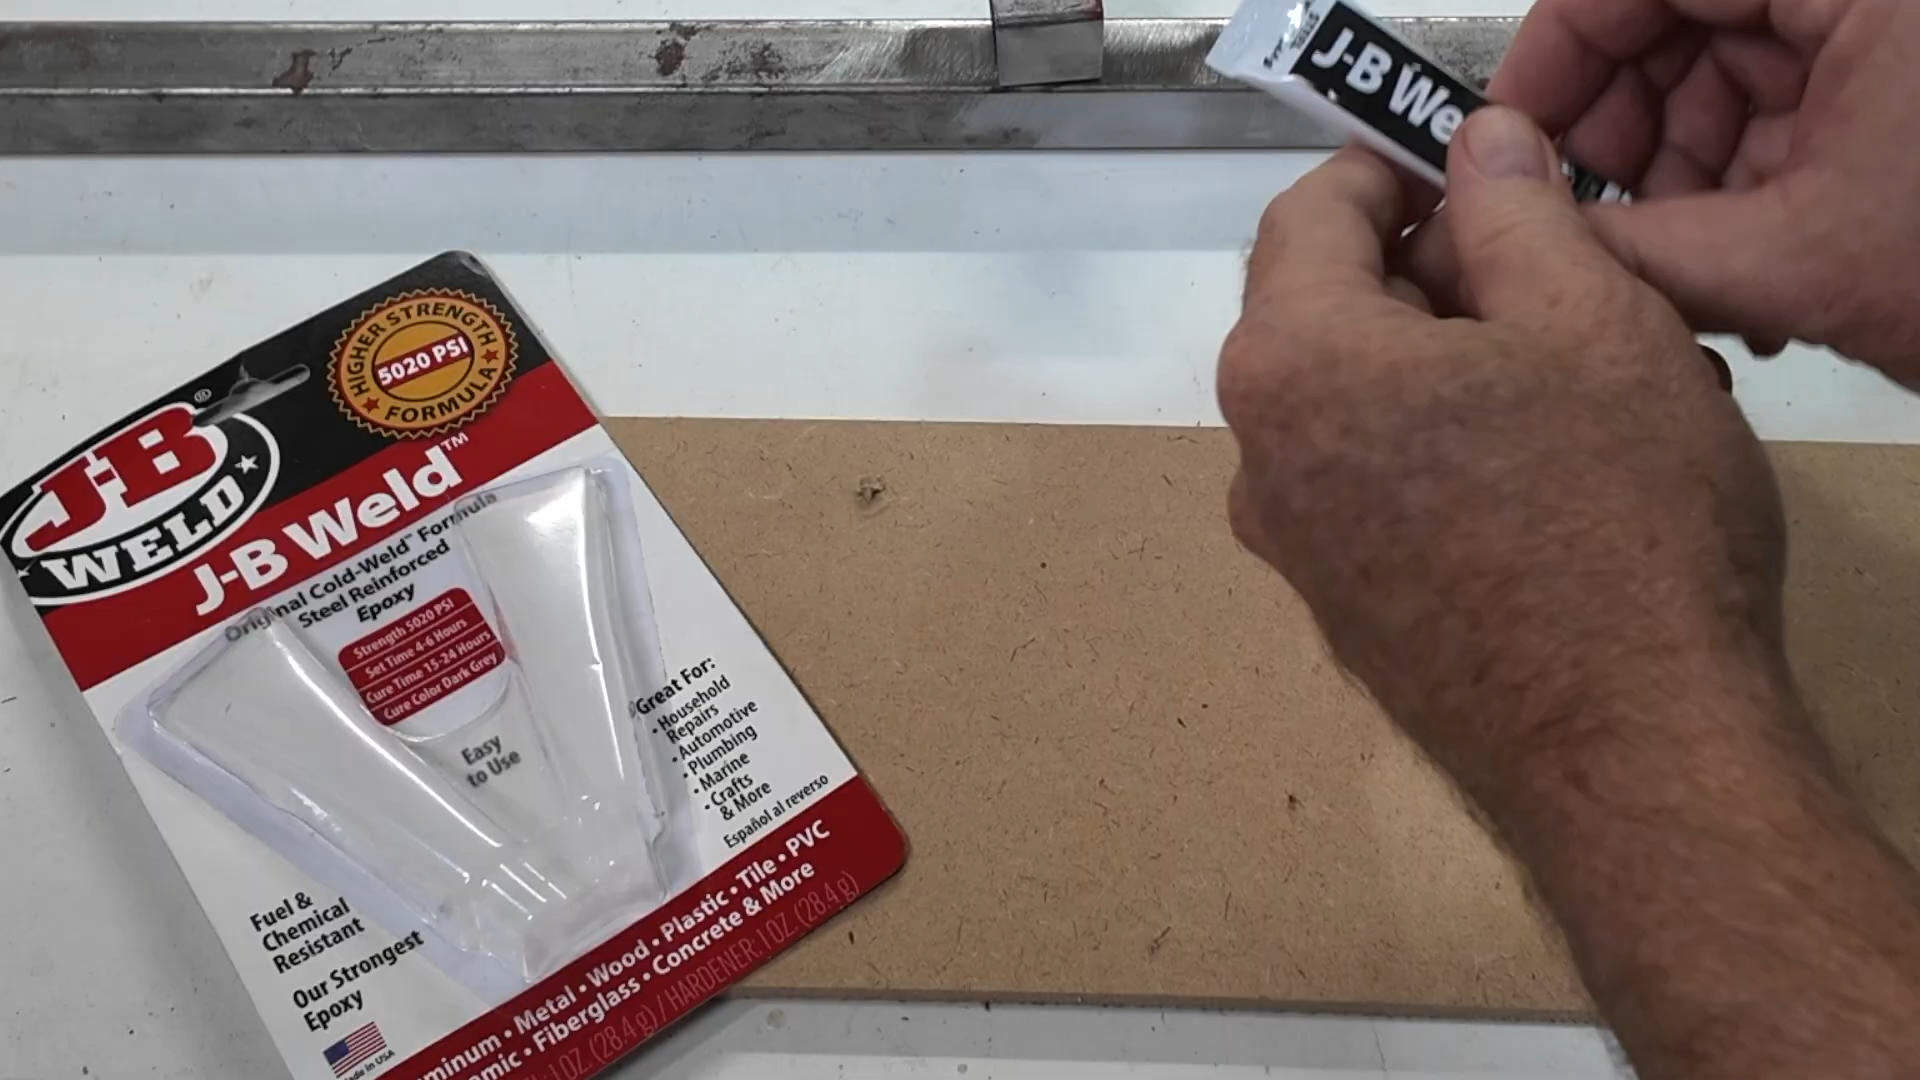 HIGHER STRENGTH
5020 PSI
FORMULA
J-B
WELD
®
J-B Weld™
Original Cold-Weld™ Formula
Steel Reinforced
Epoxy
Strength 5020 PSI
Set Time 4-6 Hours
Cure Time 15-24 Hours
Cure Color Dark Grey
Easy
to Use
Great For:
• Household
Repairs
• Automotive
• Plumbing
• Marine
• Crafts
& More
Español al reverso
Fuel &
Chemical
Resistant
Our Strongest
Epoxy
Made in USA
minum • Metal • Wood • Plastic • Tile • PVC
mic • Fiberglass • Concrete & More
1 OZ. (28.4 g) / HARDENER: 1 OZ. (28.4 g)
J-B We